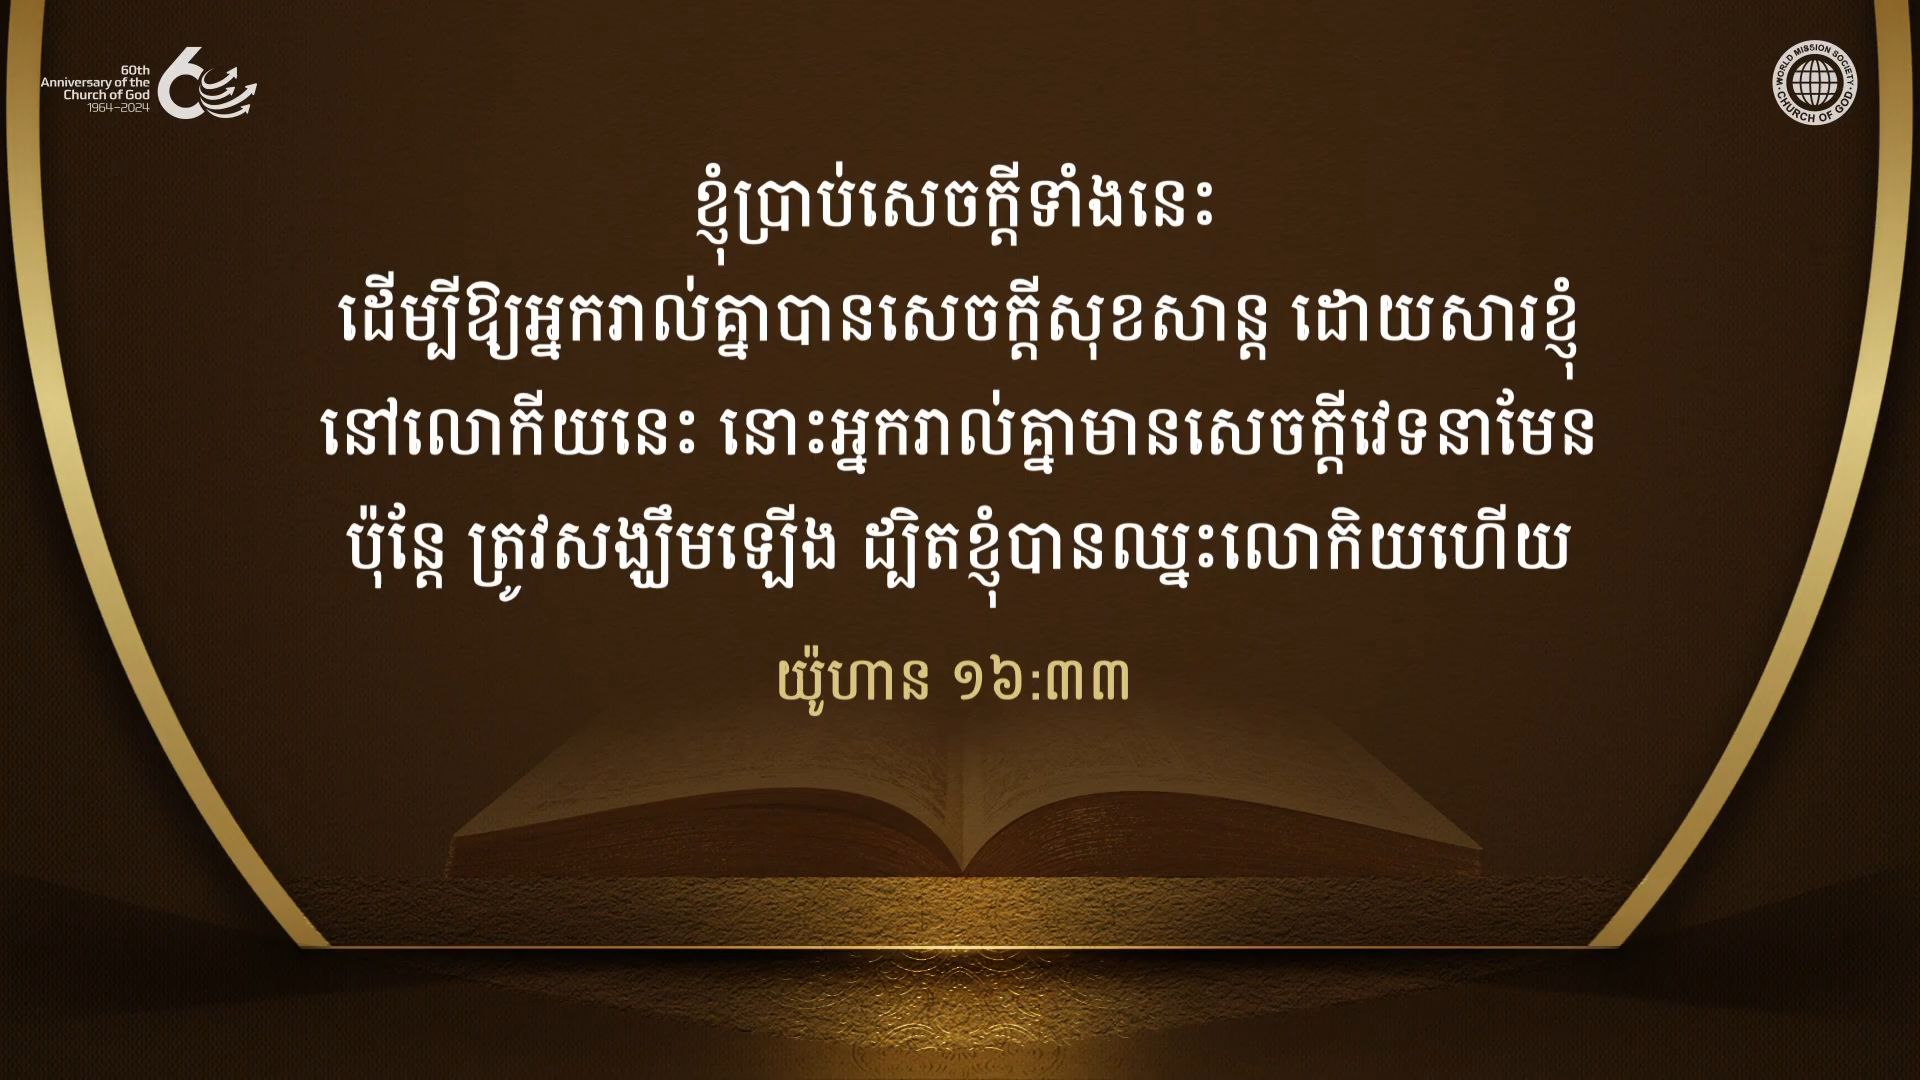 60th
Anniversary of the
Church of God
1964–2024
60
WORLD MISSION SOCIETY
CHURCH OF GOD
ខ្ញុំប្រាប់សេចក្ដីទាំងនេះ
ដើម្បីឱ្យអ្នករាល់គ្នាបានសេចក្ដីសុខសាន្ត ដោយសារខ្ញុំ
នៅលោកីយនេះ នោះអ្នករាល់គ្នាមានសេចក្ដីវេទនាមែន
ប៉ុន្តែ ត្រូវសង្ឃឹមឡើង ដ្បិតខ្ញុំបានឈ្នះលោកិយហើយ
យ៉ូហាន ១៦:៣៣